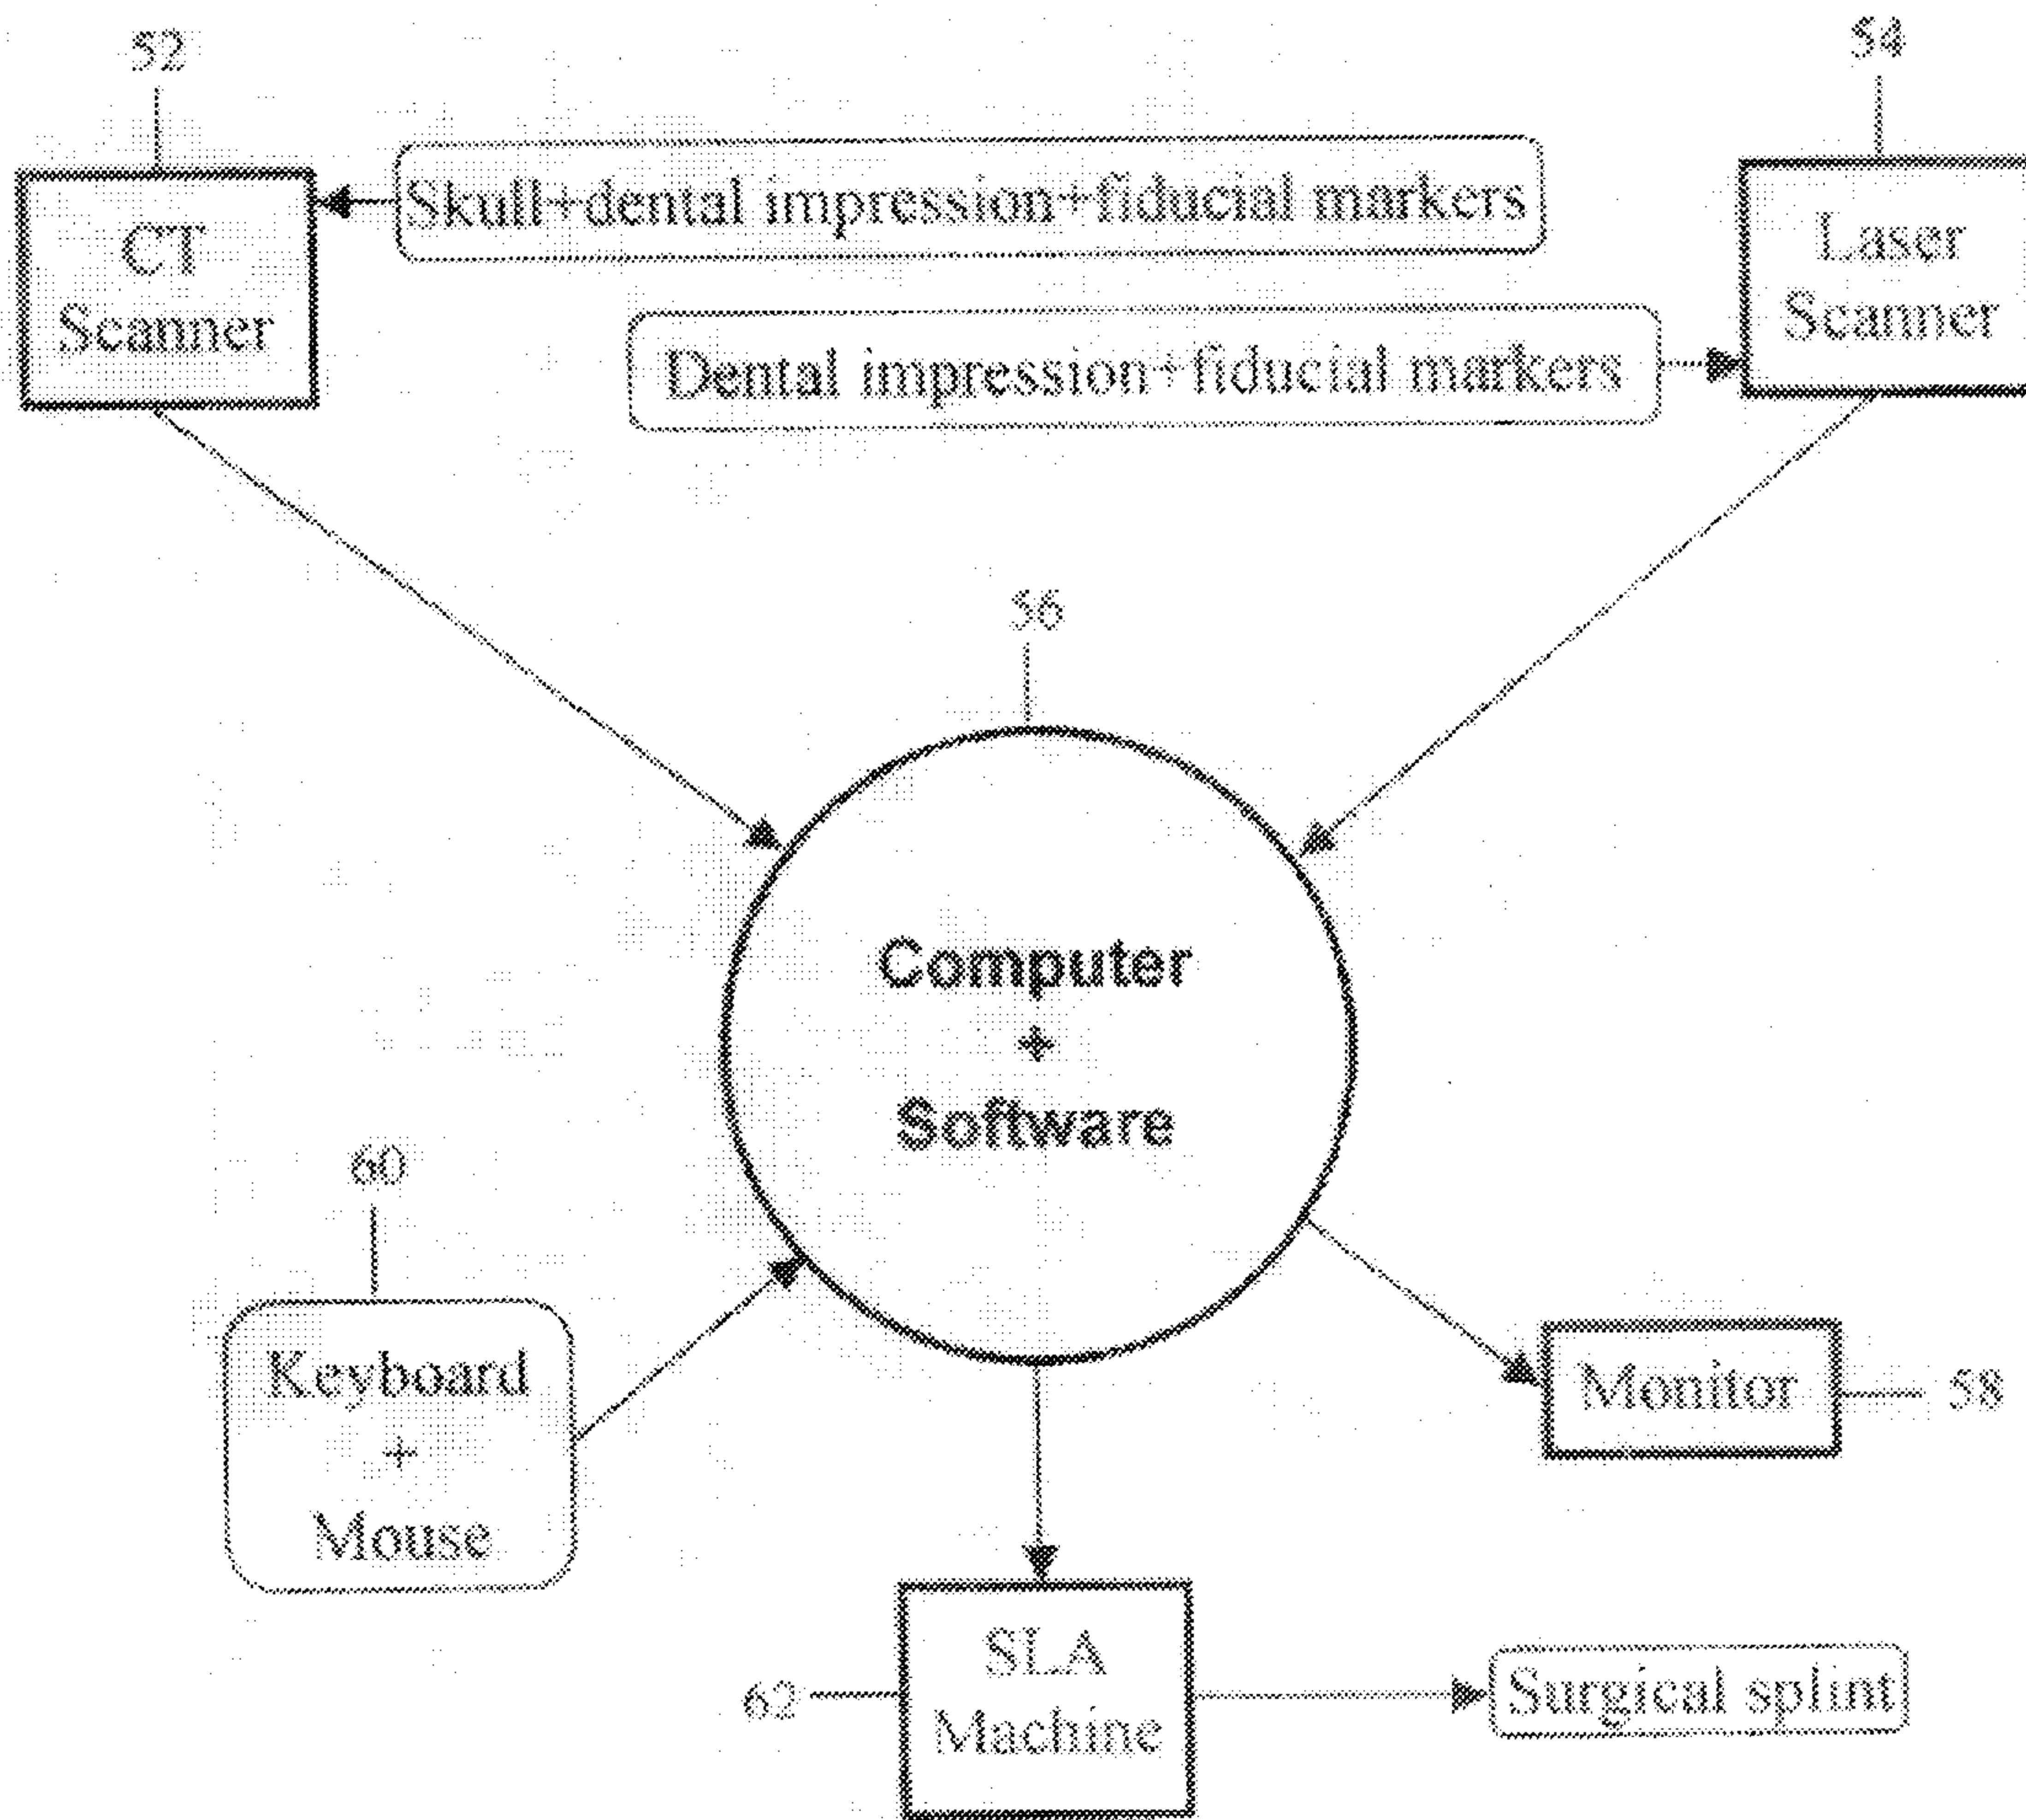 52
54
Skull+dental impression+fiducial markers
CT
Scanner
Laser
Scanner
Dental impression+fiducial markers
56
Computer
+
Software
60
Keyboard
+
Mouse
Monitor
58
SLA
Machine
62
Surgical splint